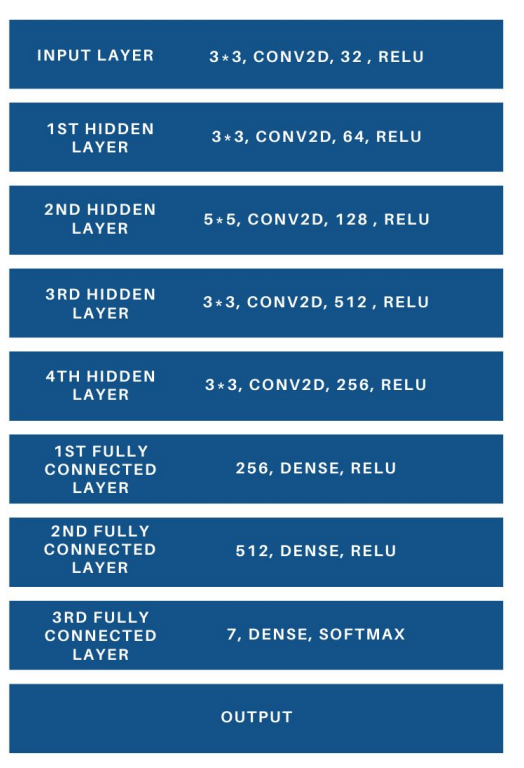 INPUT LAYER
3*3, CONV2D, 32 , RELU
1ST HIDDEN
LAYER
3*3, CONV2D, 64, RELU
2ND HIDDEN
LAYER
5*5, CONV2D, 128 , RELU
3RD HIDDEN
LAYER
3*3, CONV2D, 512 , RELU
4TH HIDDEN
LAYER
3*3, CONV2D, 256, RELU
1ST FULLY
CONNECTED
LAYER
256, DENSE, RELU
2ND FULLY
CONNECTED
LAYER
512, DENSE, RELU
3RD FULLY
CONNECTED
LAYER
7, DENSE, SOFTMAX
OUTPUT